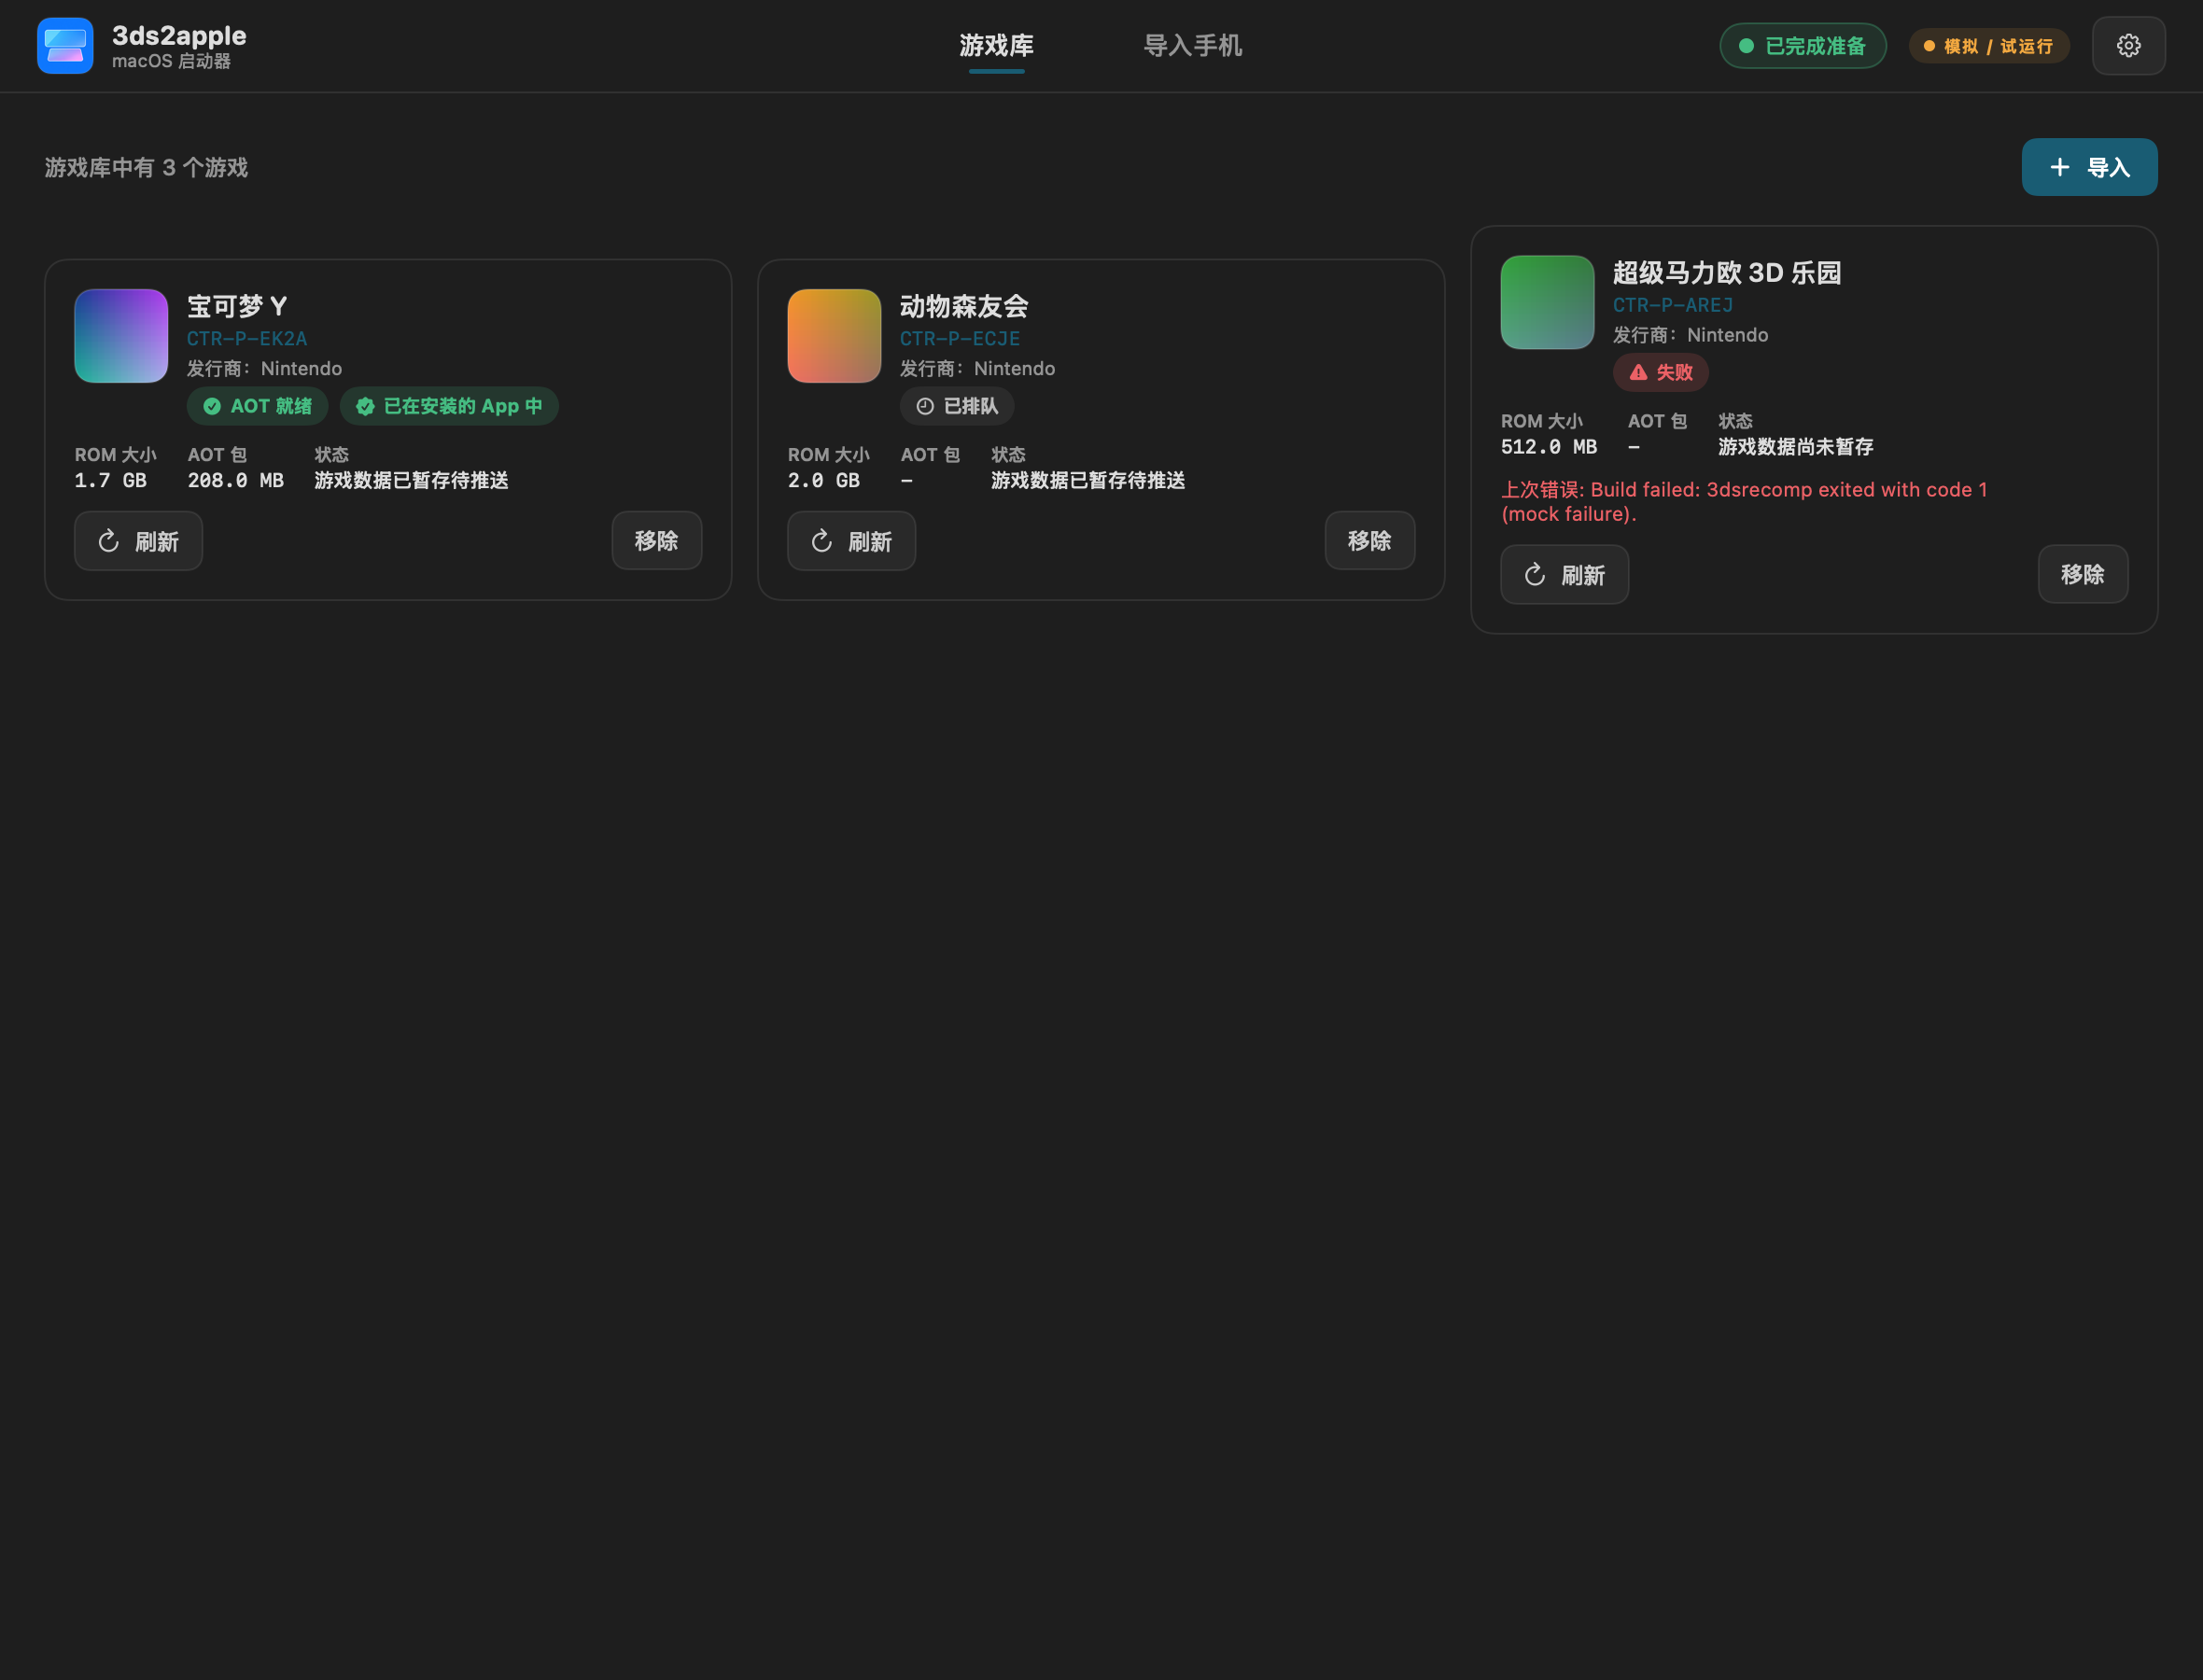 3ds2apple
macOS 启动器
游戏库
导入手机
已完成准备
模拟 / 试运行
游戏库中有 3 个游戏
导入
宝可梦 Y
CTR-P-EK2A
发行商: Nintendo
AOT 就绪
已在安装的 App 中
ROM 大小
AOT 包
状态
1.7 GB
208.0 MB
游戏数据已暂存待推送
刷新
移除
动物森友会
CTR-P-ECJE
发行商: Nintendo
已排队
ROM 大小
AOT 包
状态
2.0 GB
—
游戏数据已暂存待推送
刷新
移除
超级马力欧 3D 乐园
CTR-P-AREJ
发行商: Nintendo
失败
ROM 大小
AOT 包
状态
512.0 MB
—
游戏数据尚未暂存
上次错误: Build failed: 3dsrecomp exited with code 1
(mock failure).
刷新
移除